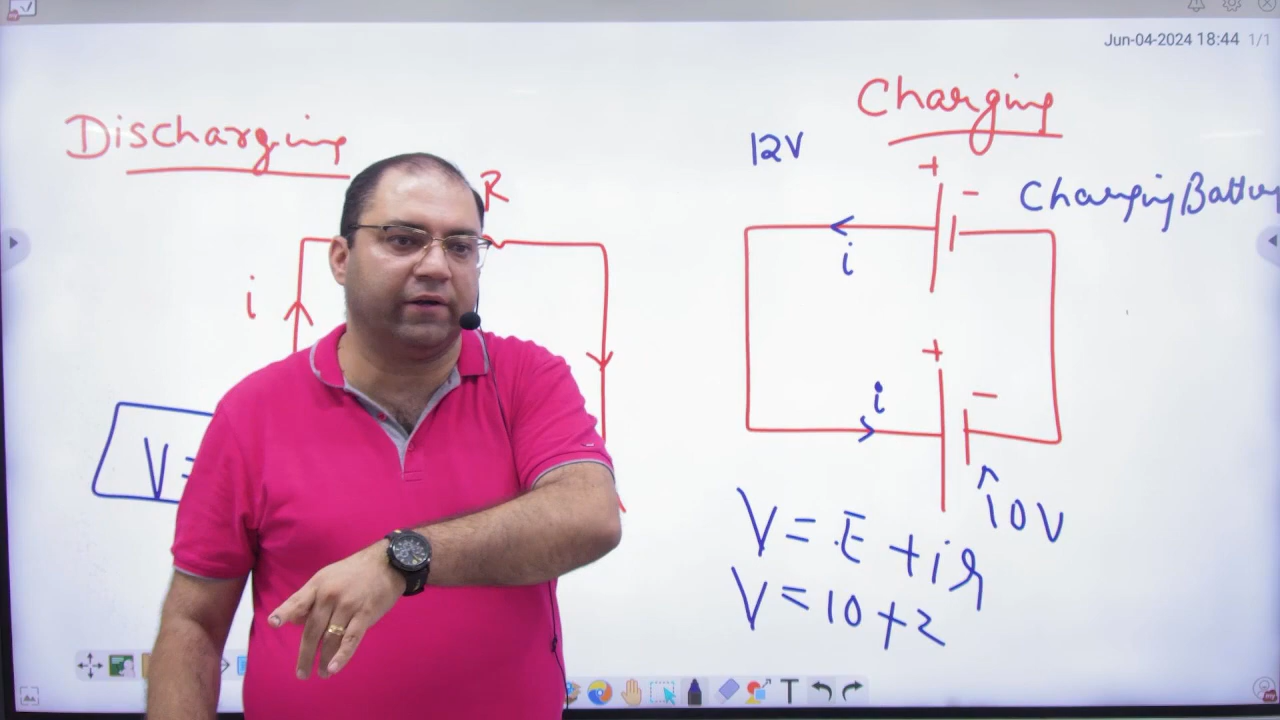 Jun-04-2024 18:44 1/1
Discharging
Charging
12V
+
-
Charging Battery
R
i
i
+
i
-
V =
10V
V = E + ir
V = 10 + 2
T